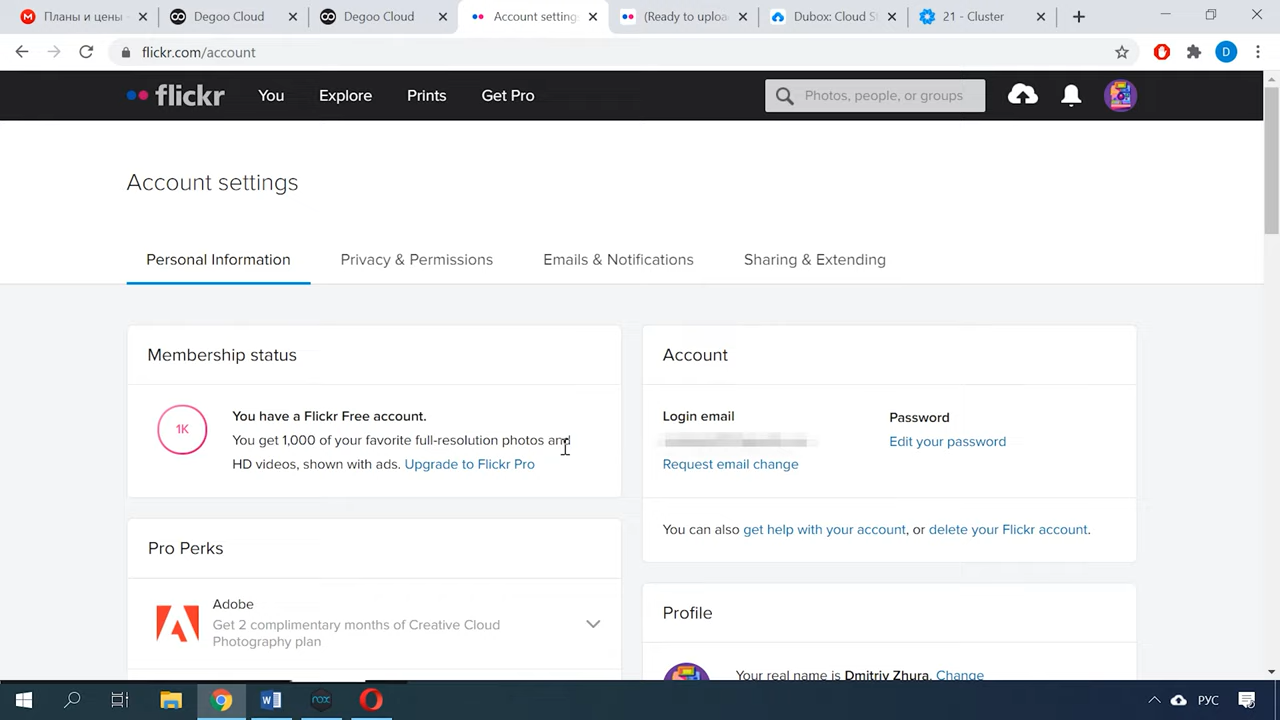 Планы и цены
Degoo Cloud
Degoo Cloud
Account settings
(Ready to uploa
Dubox: Cloud S
21 - Cluster
flickr.com/account
D
flickr
You
Explore
Prints
Get Pro
Photos, people, or groups
Account settings
Personal Information
Privacy & Permissions
Emails & Notifications
Sharing & Extending
Membership status
1K
You have a Flickr Free account.
You get 1,000 of your favorite full-resolution photos and
HD videos, shown with ads. Upgrade to Flickr Pro
Account
Login email
Password
Edit your password
Request email change
You can also get help with your account, or delete your Flickr account.
Pro Perks
Adobe
Get 2 complimentary months of Creative Cloud
Photography plan
Profile
Your real name is Dmitriy Zhura. Change
nox
РУС